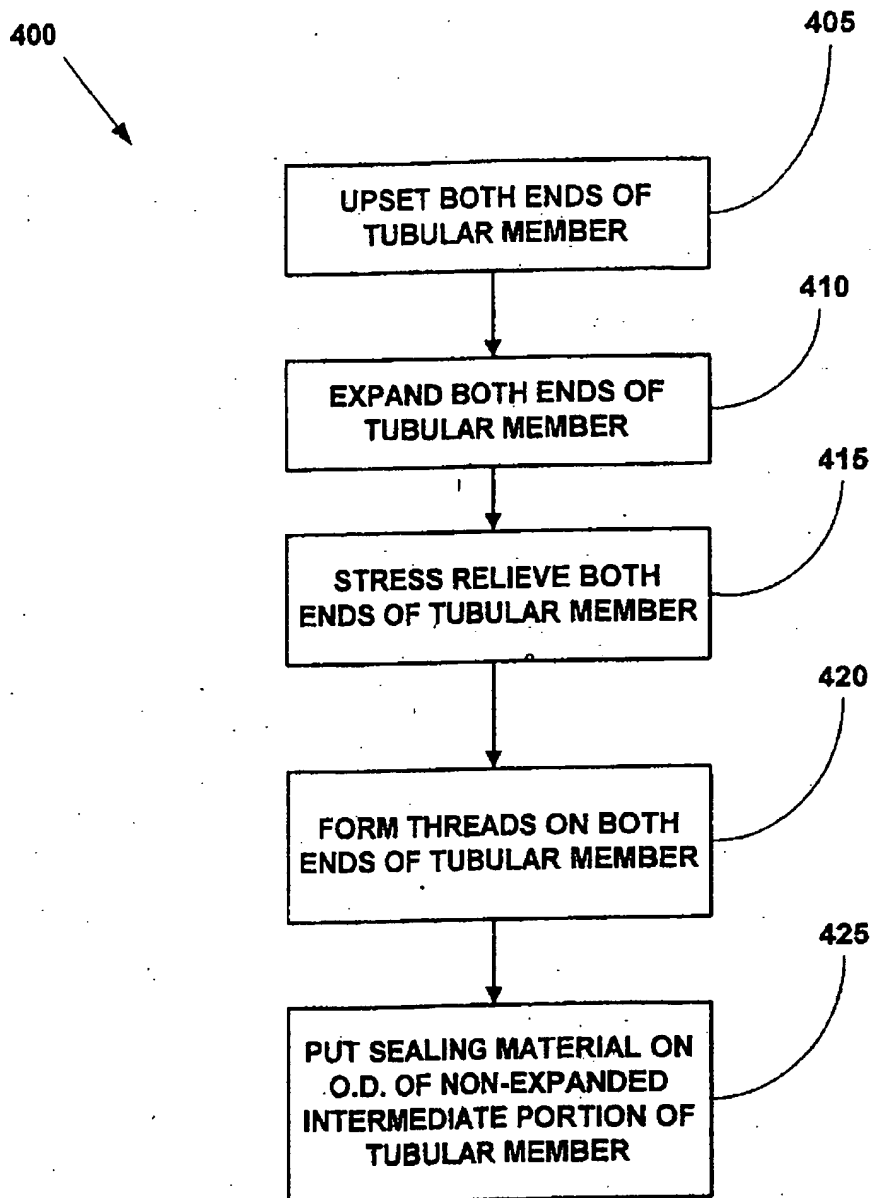 400
405
UPSET BOTH ENDS OF
TUBULAR MEMBER
410
EXPAND BOTH ENDS OF
TUBULAR MEMBER
415
STRESS RELIEVE BOTH
ENDS OF TUBULAR MEMBER
420
FORM THREADS ON BOTH
ENDS OF TUBULAR MEMBER
425
PUT SEALING MATERIAL ON
O.D. OF NON-EXPANDED
INTERMEDIATE PORTION OF
TUBULAR MEMBER